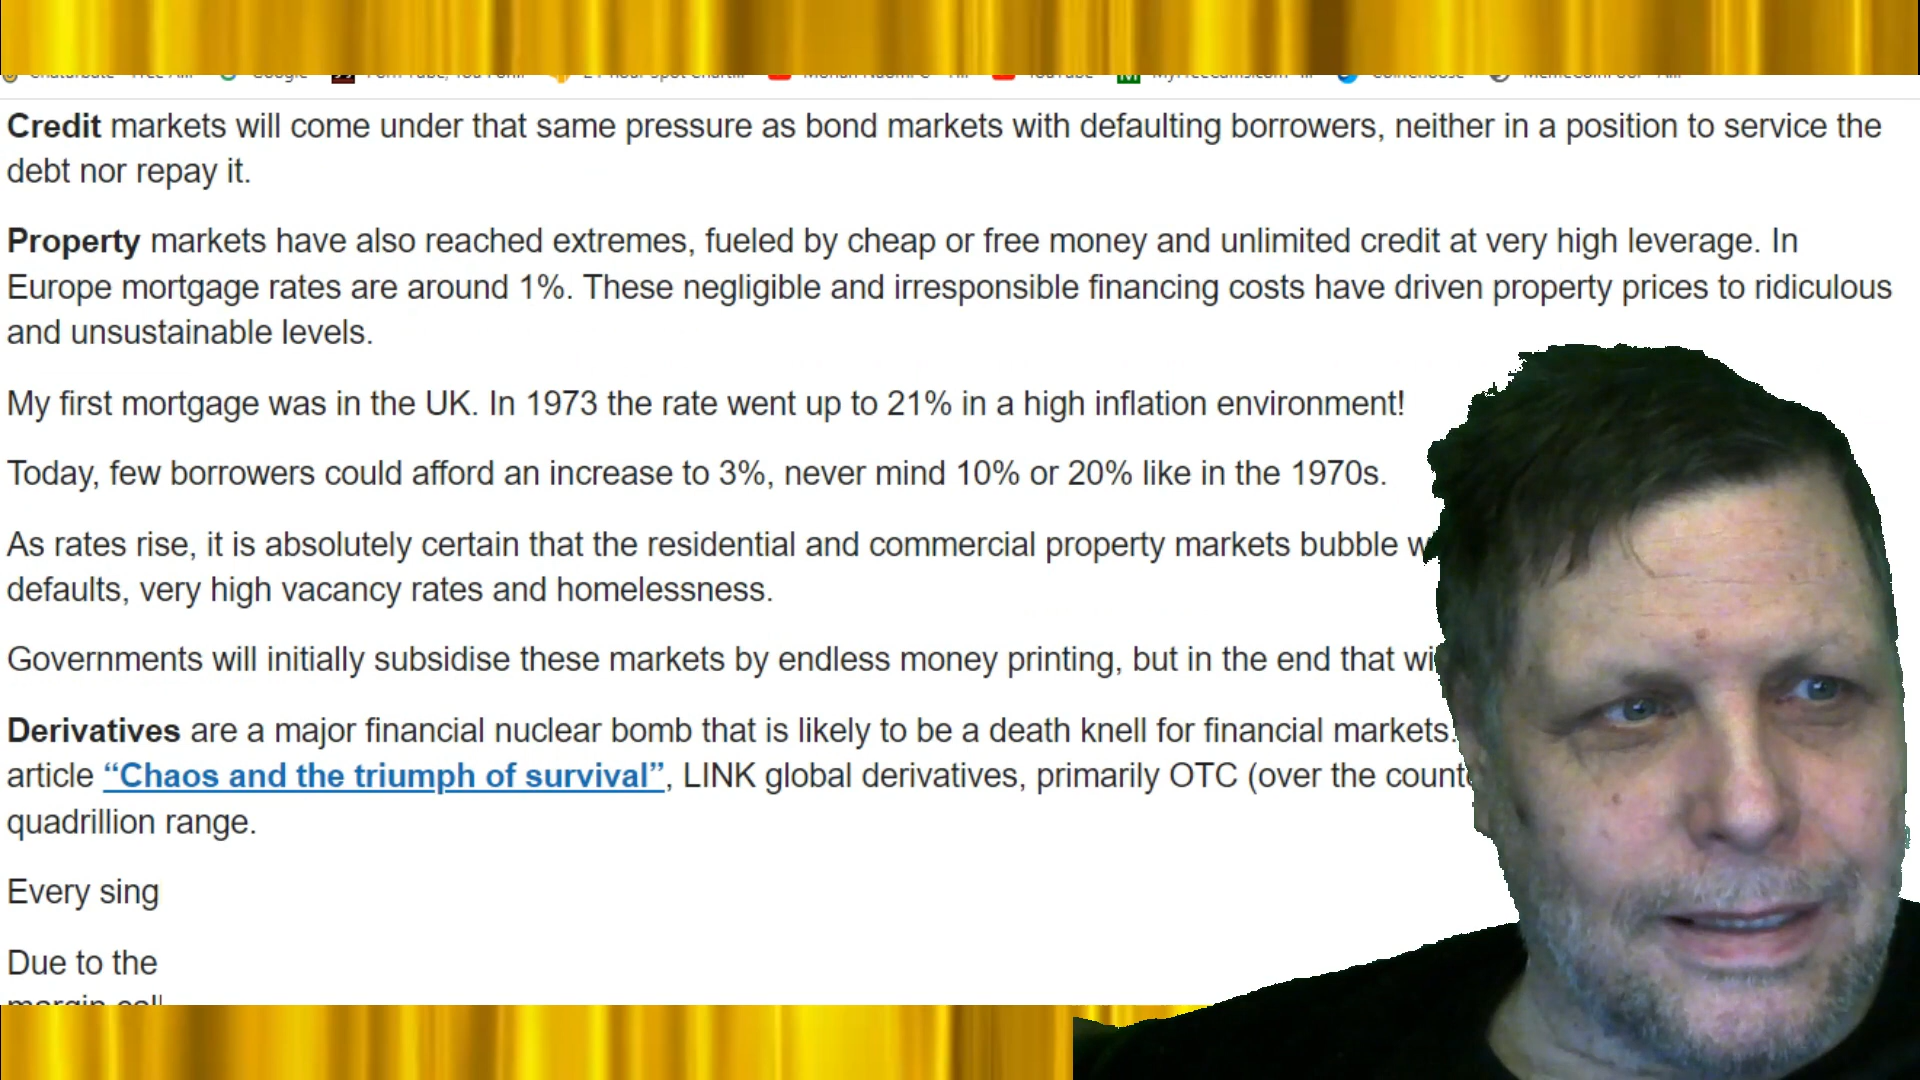 Credit markets will come under that same pressure as bond markets with defaulting borrowers, neither in a position to service the
debt nor repay it.
Property markets have also reached extremes, fueled by cheap or free money and unlimited credit at very high leverage. In
Europe mortgage rates are around 1%. These negligible and irresponsible financing costs have driven property prices to ridiculous
and unsustainable levels.
My first mortgage was in the UK. In 1973 the rate went up to 21% in a high inflation environment!
Today, few borrowers could afford an increase to 3%, never mind 10% or 20% like in the 1970s.
As rates rise, it is absolutely certain that the residential and commercial property markets bubble
defaults, very high vacancy rates and homelessness.
Governments will initially subsidise these markets by endless money printing, but in the end that
Derivatives are a major financial nuclear bomb that is likely to be a death knell for financial markets.
article “Chaos and the triumph of survival”, LINK global derivatives, primarily OTC (over the
quadrillion range.
Every sing
Due to the